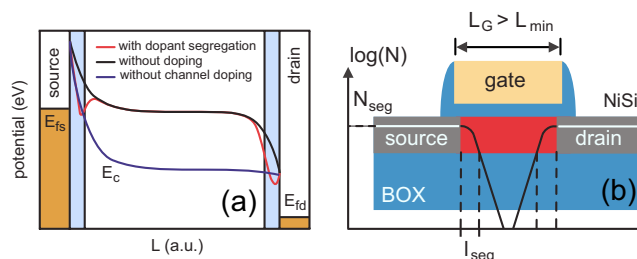 potential (eV)
source
with dopant segregation
without doping
without channel doping
drain
E_fs
E_c
(a)
E_fd
L (a.u.)
L_G > L_min
log(N)
gate
N_seg
NiSi
source
drain
BOX
(b)
l_seg